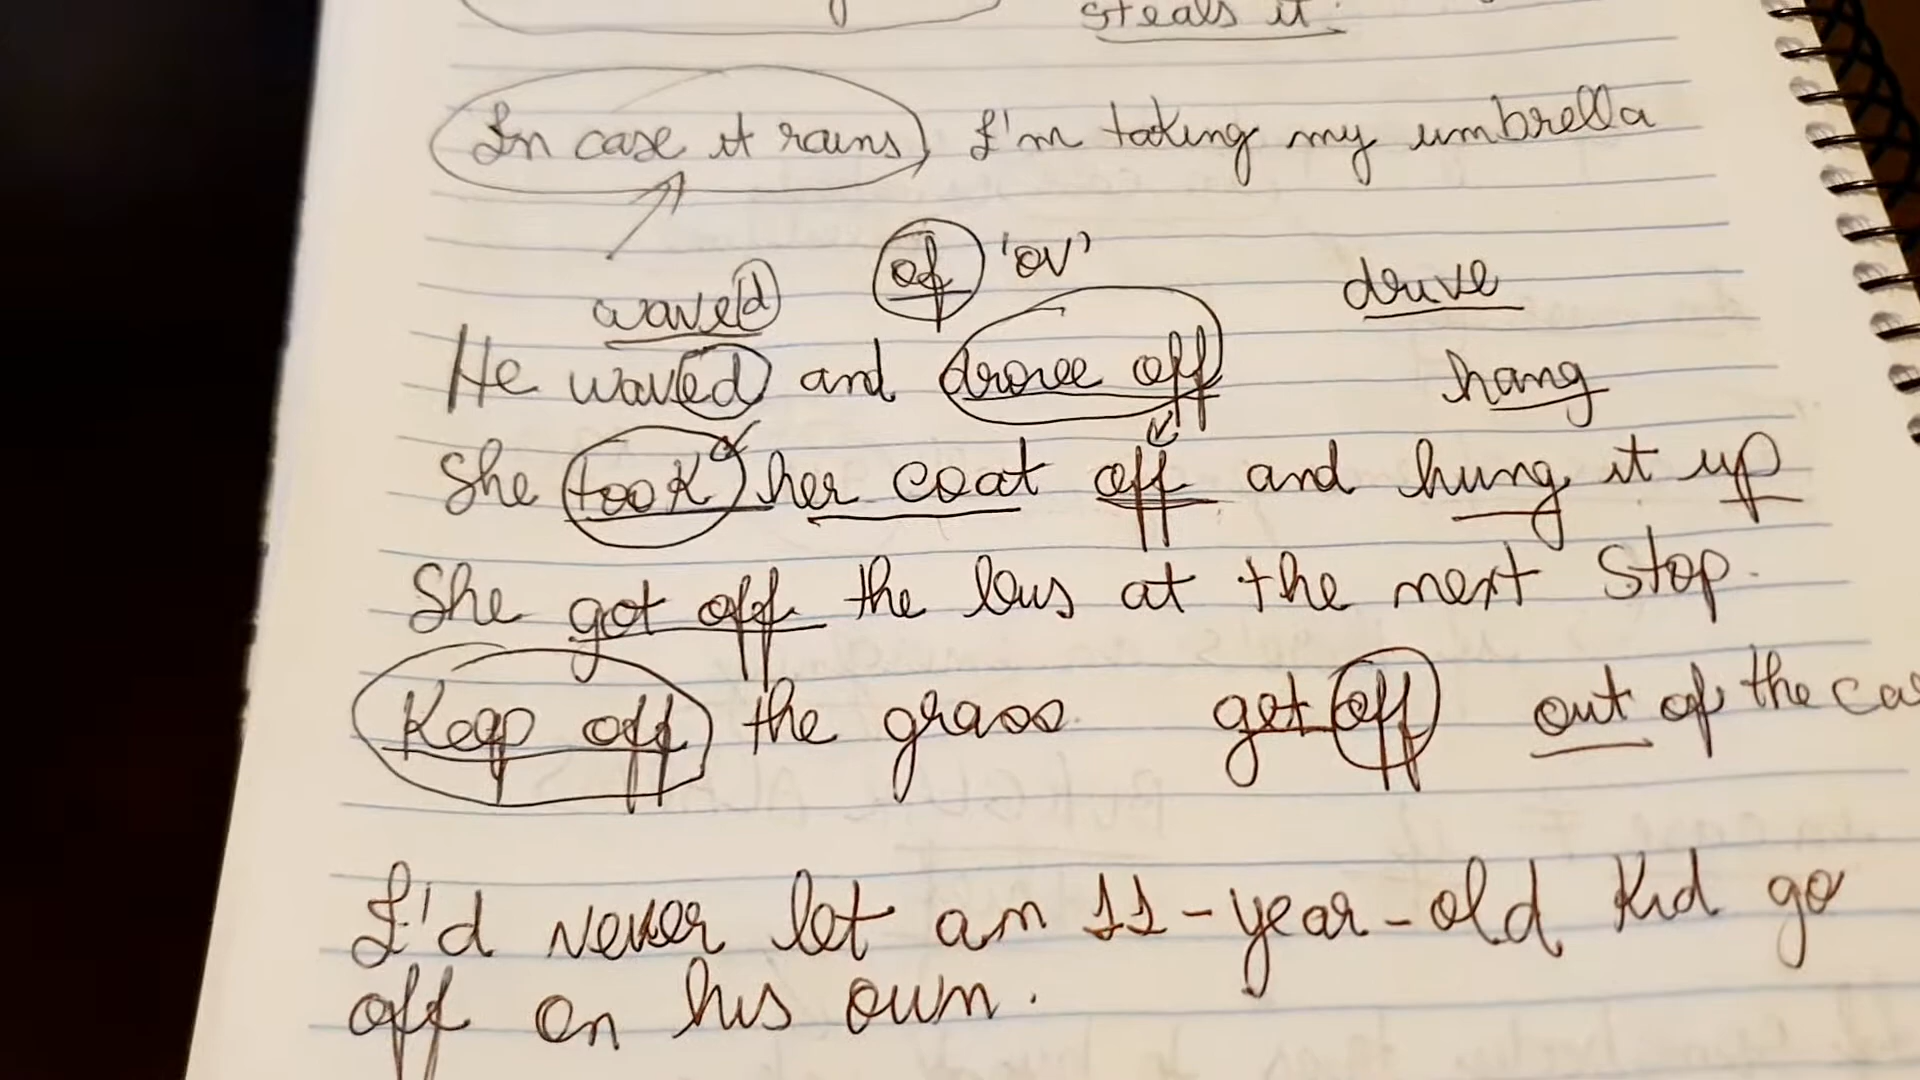 steals it.
In case it rains, I'm taking my umbrella
of 'ov'
waved drive
He waved and drove off hang
She took her coat off and hung it up
She got off the bus at the next stop.
Keep off the grass. get off out of the ca
I'd never let an 11-year-old kid go
off on his own.